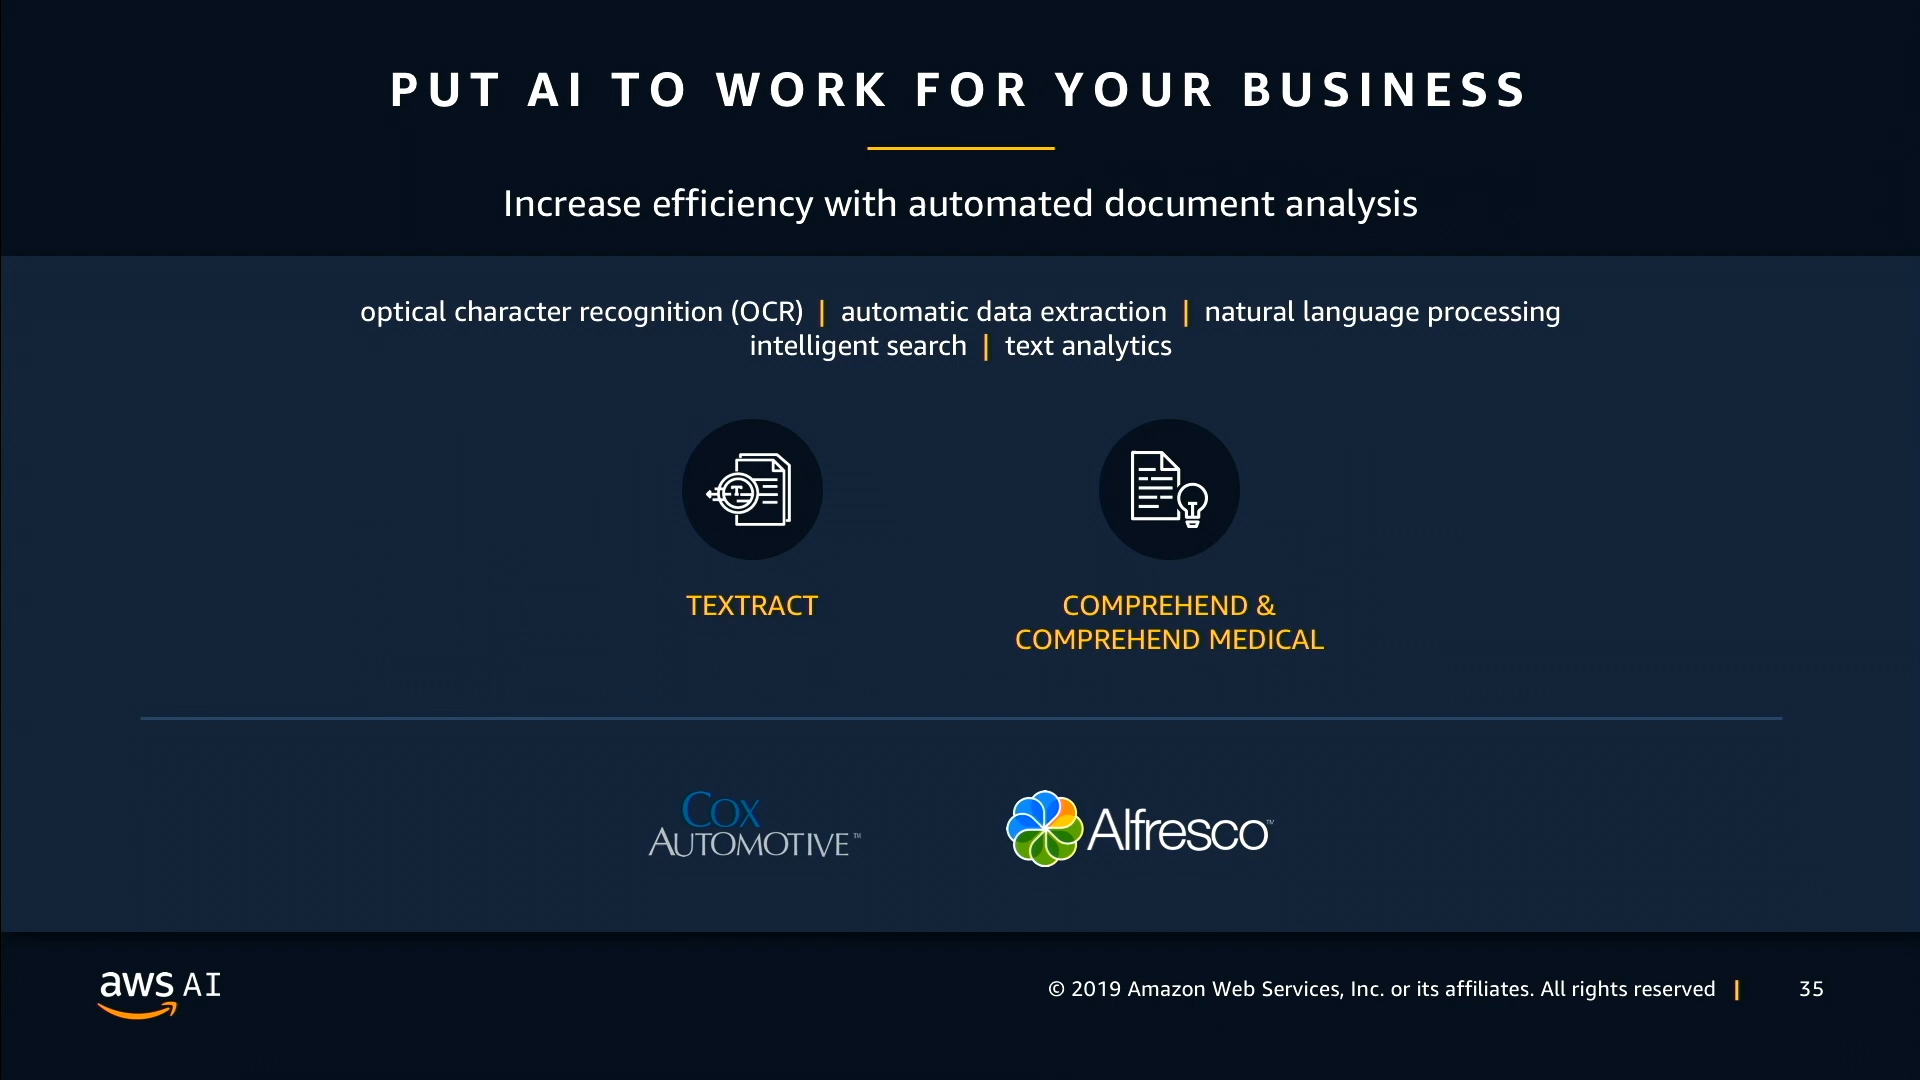 PUT AI TO WORK FOR YOUR BUSINESS
Increase efficiency with automated document analysis
optical character recognition (OCR) | automatic data extraction | natural language processing
intelligent search | text analytics
TEXTRACT
COMPREHEND &
COMPREHEND MEDICAL
COX
AUTOMOTIVE™
Alfresco™
aws AI
© 2019 Amazon Web Services, Inc. or its affiliates. All rights reserved | 35